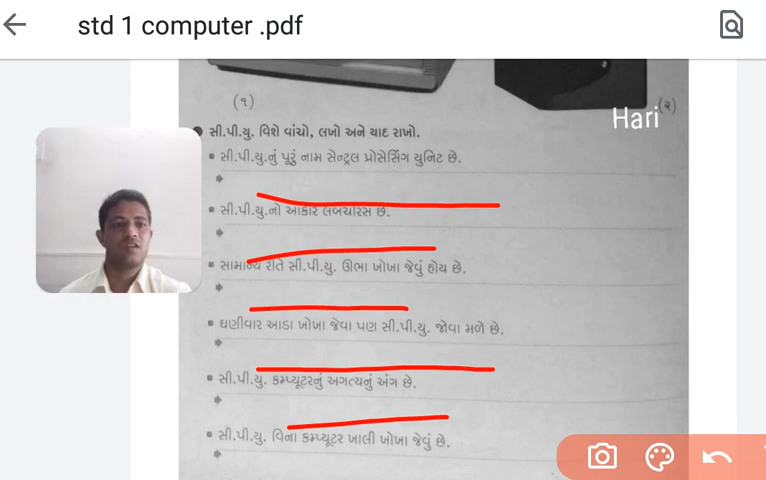 std 1 computer .pdf
(૧)
(૨)
Hari
સી.પી.યુ. વિશે વાંચો, લખો અને યાદ રાખો.
સી.પી.યુ.નું પૂરું નામ સેન્ટ્રલ પ્રોસેસિંગ યુનિટ છે.
સી.પી.યુ.નો આકાર લંબચોરસ છે.
સામાન્ય રીતે સી.પી.યુ. ઊભા ખોખા જેવું હોય છે.
ઘણીવાર આડા ખોખા જેવા પણ સી.પી.યુ. જોવા મળે છે.
સી.પી.યુ. કમ્પ્યૂટરનું અગત્યનું અંગ છે.
સી.પી.યુ. વિના કમ્પ્યૂટર ખાલી ખોખા જેવું છે.